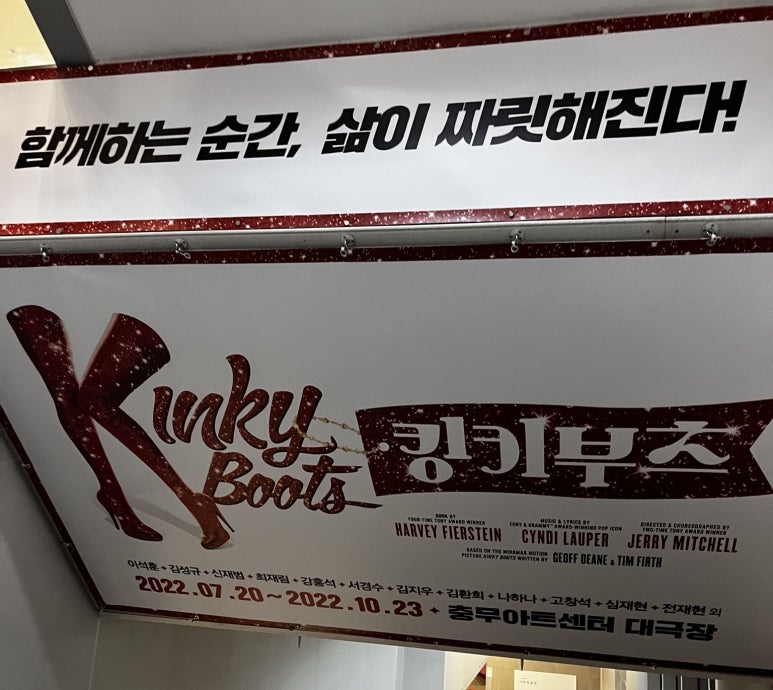 함께하는 순간, 삶이 짜릿해진다!
Kinky Boots
킹키부츠
BOOK BY
FOUR-TIME TONY AWARD WINNER
HARVEY FIERSTEIN
MUSIC & LYRICS BY
TONY & GRAMMY® AWARD-WINNING POP ICON
CYNDI LAUPER
DIRECTED & CHOREOGRAPHED BY
TWO-TIME TONY AWARD WINNER
JERRY MITCHELL
BASED ON THE MIRAMAX MOTION
PICTURE KINKY BOOTS WRITTEN BY GEOFF DEANE & TIM FIRTH
이석훈 + 김성규 + 신재범 + 최재림 + 강홍석 + 서경수 + 김지우 + 김환희 + 나하나 + 고창석 + 심재현 + 전재현 외
2022.07.20~2022.10.23 + 충무아트센터 대극장